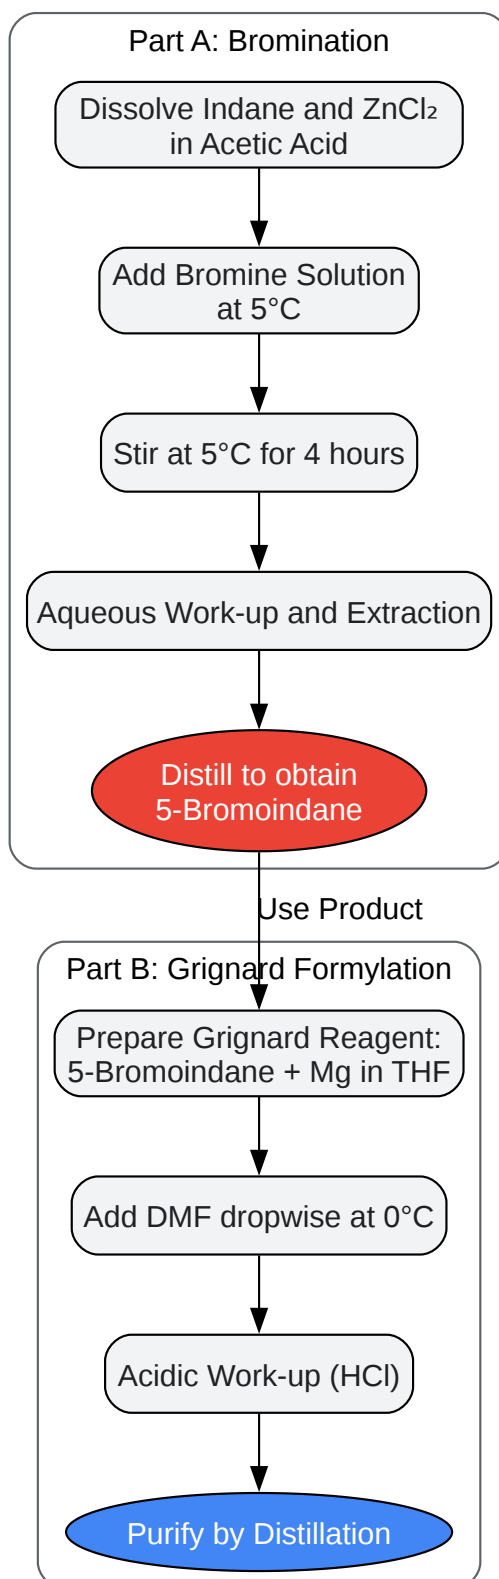 Part A: Bromination
Dissolve Indane and ZnCl₂
in Acetic Acid
Add Bromine Solution
at 5°C
Stir at 5°C for 4 hours
Aqueous Work-up and Extraction
Distill to obtain
5-Bromoindane
Use Product
Part B: Grignard Formylation
Prepare Grignard Reagent:
5-Bromoindane + Mg in THF
Add DMF dropwise at 0°C
Acidic Work-up (HCl)
Purify by Distillation